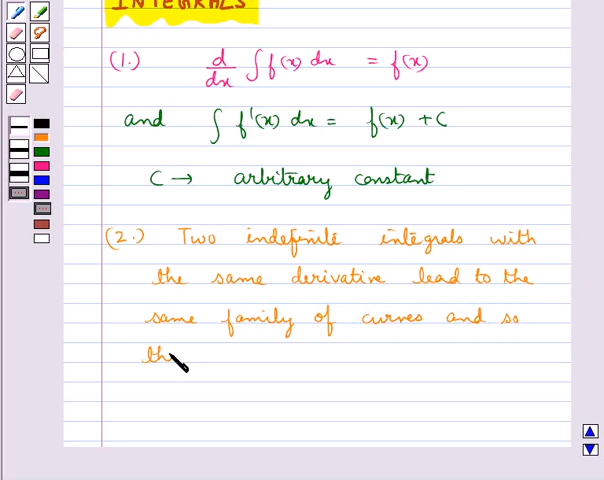 INTEGRALS
(1.) d/dx ∫ f(x) dx = f(x)
and ∫ f'(x) dx = f(x) + C
C → arbitrary constant
(2.) Two indefinite integrals with
the same derivative lead to the
same family of curves and so
th